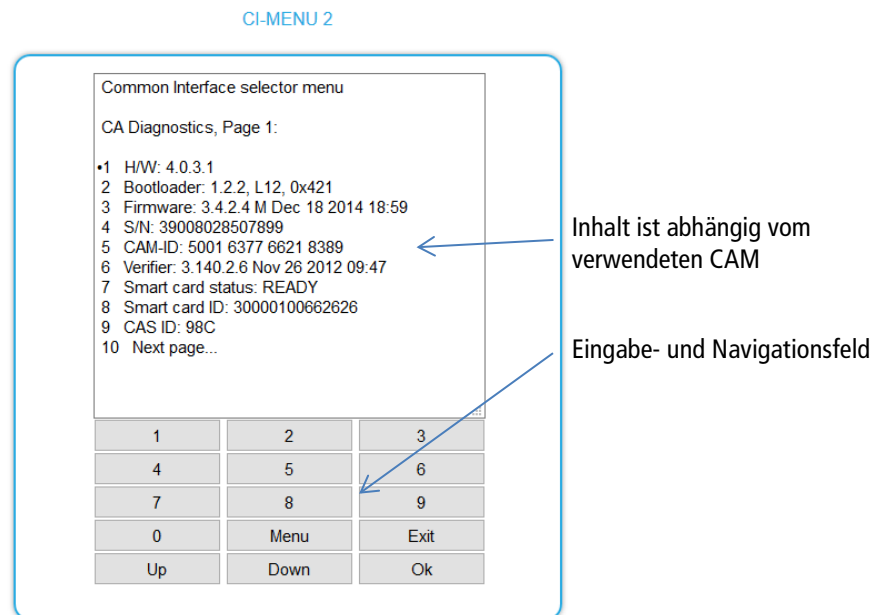 CI-MENU 2
Common Interface selector menu
CA Diagnostics, Page 1:
•1 H/W: 4.0.3.1
2 Bootloader: 1.2.2, L12, 0x421
3 Firmware: 3.4.2.4 M Dec 18 2014 18:59
4 S/N: 39008028507899
5 CAM-ID: 5001 6377 6621 8389
6 Verifier: 3.140.2.6 Nov 26 2012 09:47
7 Smart card status: READY
8 Smart card ID: 30000100662626
9 CAS ID: 98C
10 Next page...
Inhalt ist abhängig vom
verwendeten CAM
Eingabe- und Navigationsfeld
1 2 3
4 5 6
7 8 9
0 Menu Exit
Up Down Ok